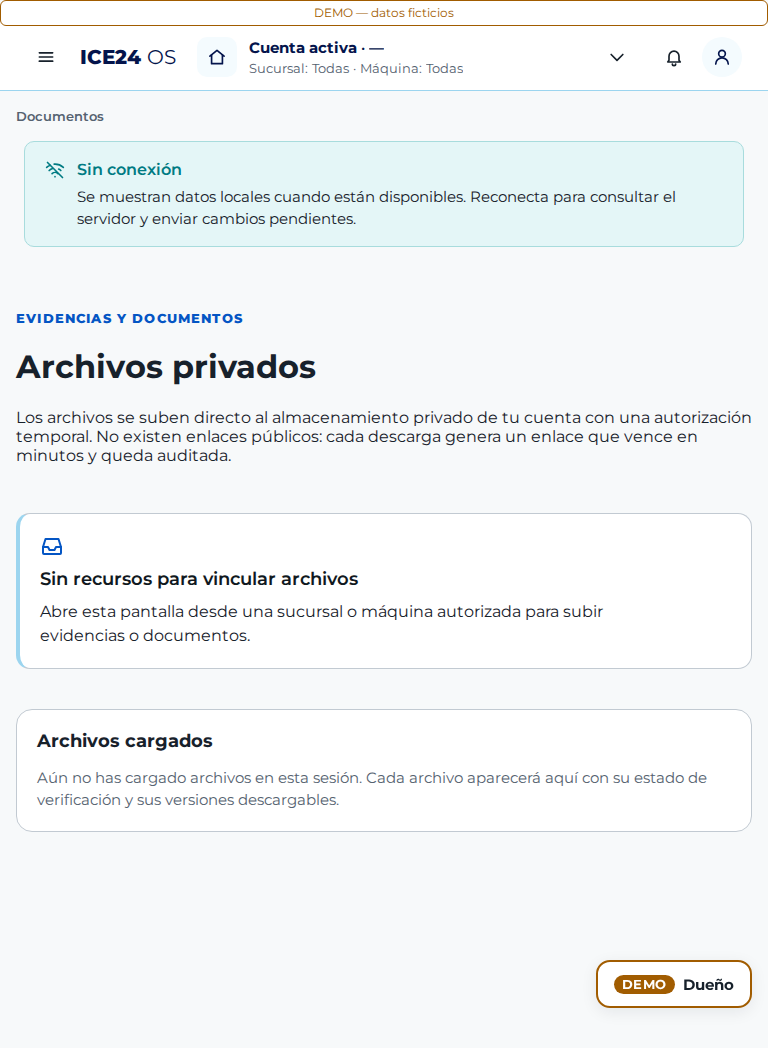 DEMO — datos ficticios
ICE24 OS
Cuenta activa · —
Sucursal: Todas · Máquina: Todas
Documentos
Sin conexión
Se muestran datos locales cuando están disponibles. Reconecta para consultar el
servidor y enviar cambios pendientes.
EVIDENCIAS Y DOCUMENTOS
Archivos privados
Los archivos se suben directo al almacenamiento privado de tu cuenta con una autorización
temporal. No existen enlaces públicos: cada descarga genera un enlace que vence en
minutos y queda auditada.
Sin recursos para vincular archivos
Abre esta pantalla desde una sucursal o máquina autorizada para subir
evidencias o documentos.
Archivos cargados
Aún no has cargado archivos en esta sesión. Cada archivo aparecerá aquí con su estado de
verificación y sus versiones descargables.
DEMO Dueño